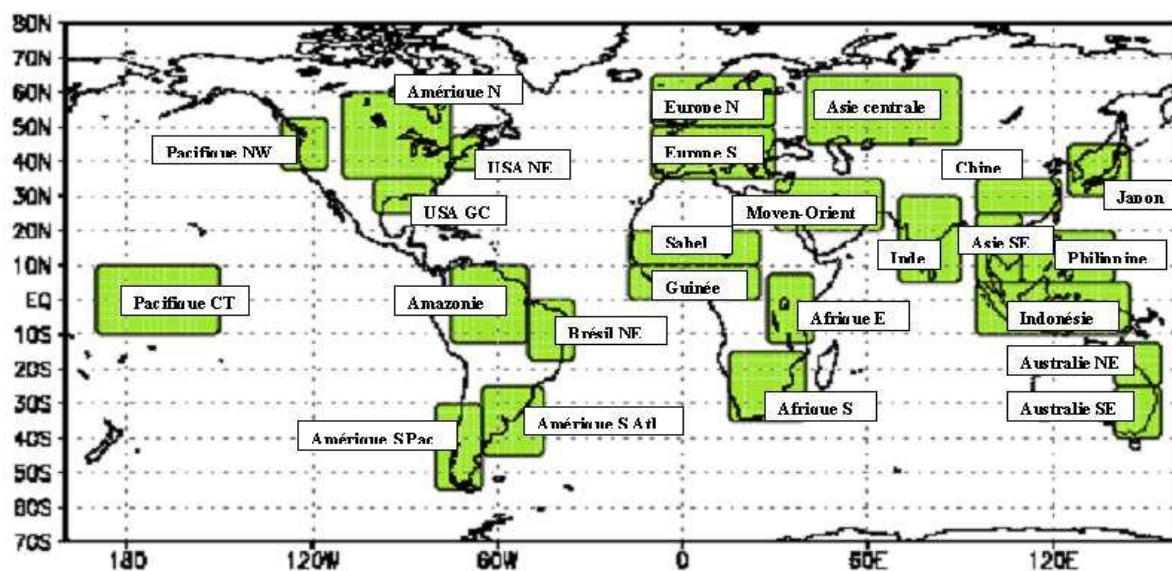 80N
70N
60N
50N
40N
30N
20N
10N
EQ
10S
20S
30S
40S
50S
60S
70S
80S
70S
Amérique N
Europe N
Asie centrale
Pacifique NW
Europe S
USA NE
Chine
Japon
USA GC
Moyen-Orient
Sahel
Inde
Asie SE
Philippine
Guinée
Pacifique CT
Amazonie
Afrique E
Indonésie
Brésil NE
Australie NE
Afrique S
Australie SE
Amérique S Atl
Amérique S Pac
180
120W
60W
0
60E
120E